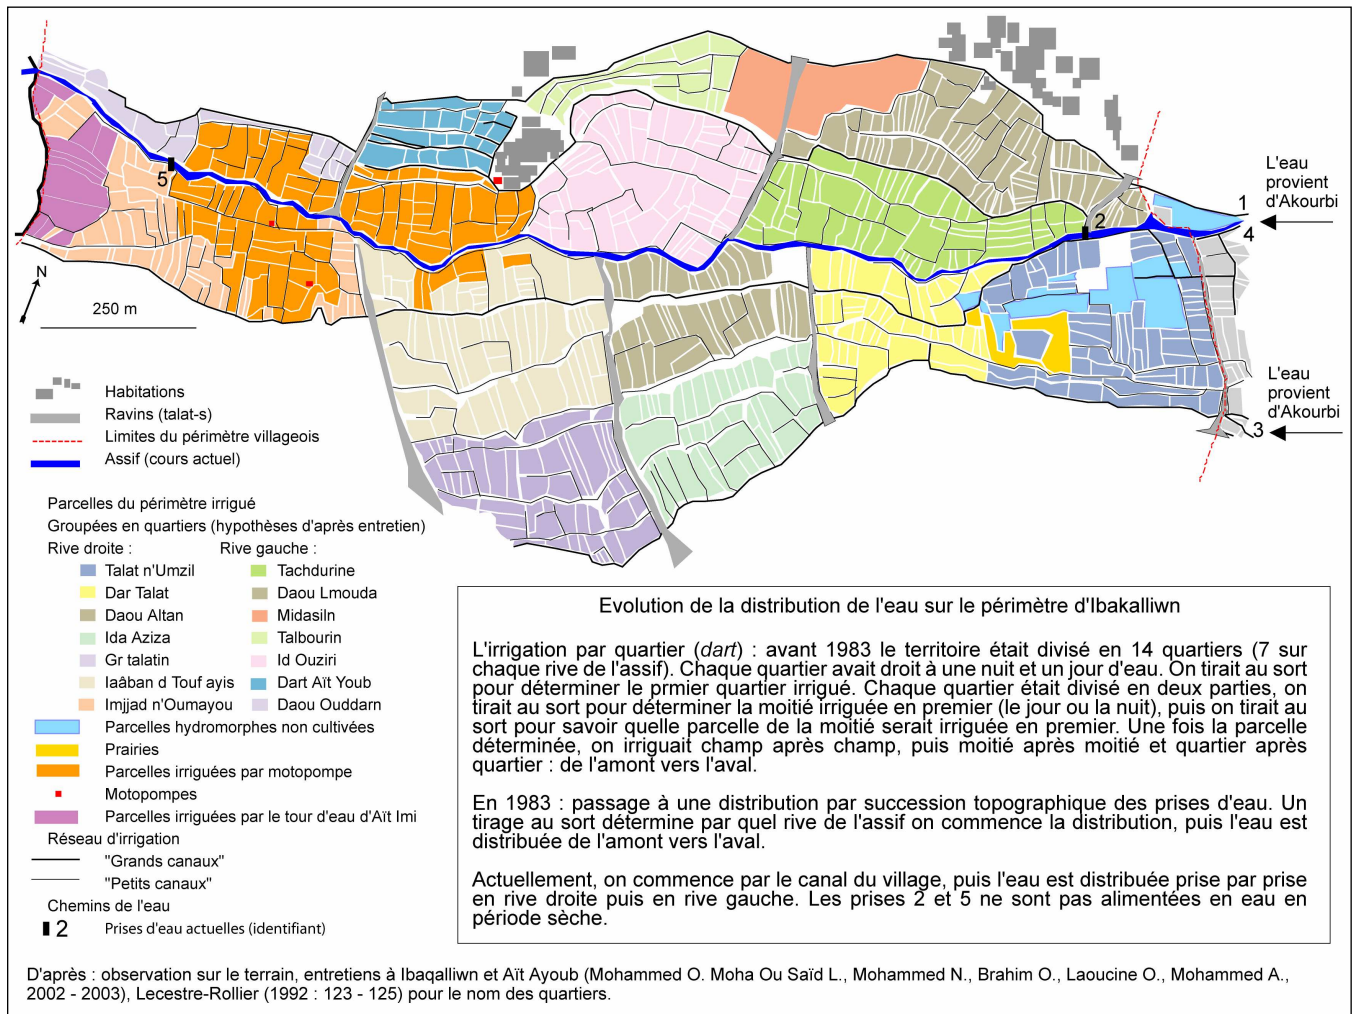 L'eau
provient
d'Akourbi
1
4
2
5
N
250 m
L'eau
provient
d'Akourbi
3
Habitations
Ravins (talat-s)
Limites du périmètre villageois
Assif (cours actuel)
Parcelles du périmètre irrigué
Groupées en quartiers (hypothèses d'après entretien)
Rive droite :
Talat n'Umzil
Dar Talat
Daou Altan
Ida Aziza
Gr talatin
Iaâban d Touf ayis
Imjjad n'Oumayou
Rive gauche :
Tachdurine
Daou Lmouda
Midasiln
Talbourin
Id Ouziri
Dart Aït Youb
Daou Ouddarn
Parcelles hydromorphes non cultivées
Prairies
Parcelles irriguées par motopompe
Motopompes
Parcelles irriguées par le tour d'eau d'Aït Imi
Réseau d'irrigation
"Grands canaux"
"Petits canaux"
Chemins de l'eau
2 Prises d'eau actuelles (identifiant)
Evolution de la distribution de l'eau sur le périmètre d'Ibakalliwn
L'irrigation par quartier (dart) : avant 1983 le territoire était divisé en 14 quartiers (7 sur
chaque rive de l'assif). Chaque quartier avait droit à une nuit et un jour d'eau. On tirait au sort
pour déterminer le prmier quartier irrigué. Chaque quartier était divisé en deux parties, on
tirait au sort pour déterminer la moitié irriguée en premier (le jour ou la nuit), puis on tirait au
sort pour savoir quelle parcelle de la moitié serait irriguée en premier. Une fois la parcelle
déterminée, on irriguait champ après champ, puis moitié après moitié et quartier après
quartier : de l'amont vers l'aval.
En 1983 : passage à une distribution par succession topographique des prises d'eau. Un
tirage au sort détermine par quel rive de l'assif on commence la distribution, puis l'eau est
distribuée de l'amont vers l'aval.
Actuellement, on commence par le canal du village, puis l'eau est distribuée prise par prise
en rive droite puis en rive gauche. Les prises 2 et 5 ne sont pas alimentées en eau en
période sèche.
D'après : observation sur le terrain, entretiens à Ibaqalliwn et Aït Ayoub (Mohammed O. Moha Ou Saïd L., Mohammed N., Brahim O., Laoucine O., Mohammed A.,
2002 - 2003), Lecestre-Rollier (1992 : 123 - 125) pour le nom des quartiers.